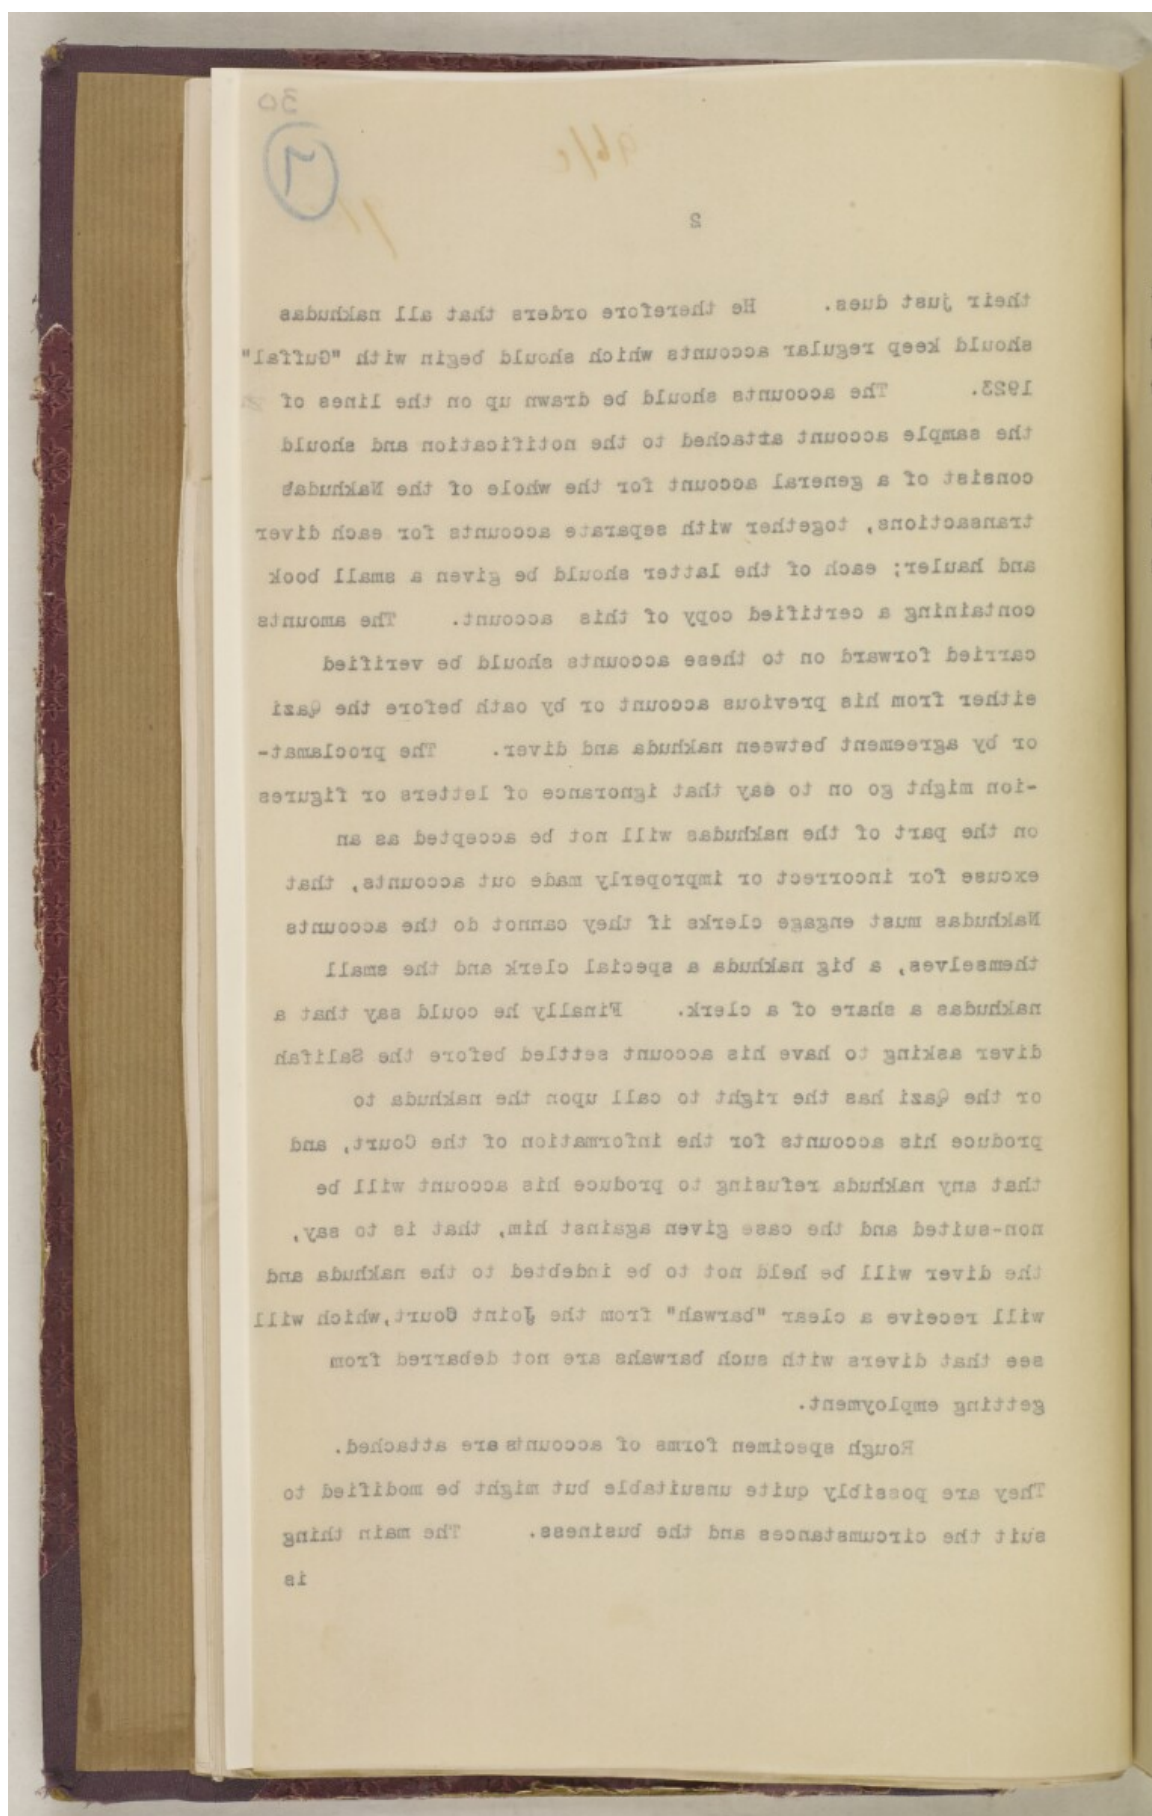 30
7
2
their just dues. He therefore orders that all nakhudas
should keep regular accounts which should begin with "Guffal"
1923. The accounts should be drawn up on the lines of
the sample account attached to the notification and should
consist of a general account for the whole of the Nakhudas
transactions, together with separate accounts for each diver
and hauler; each of the latter should be given a small book
containing a certified copy of this account. The amounts
carried forward on to these accounts should be verified
either from his previous account or by oath before the Qazi
or by agreement between nakhuda and diver. The proclamat-
-ion might go on to say that ignorance of letters or figures
on the part of the nakhudas will not be accepted as an
excuse for incorrect or improperly made out accounts, that
Nakhudas must engage clerks if they cannot do the accounts
themselves, a big nakhuda a special clerk and the small
nakhudas a share of a clerk. Finally he could say that a
diver asking to have his account settled before the Salifah
or the Qazi has the right to call upon the nakhuda to
produce his accounts for the information of the Court, and
that any nakhuda refusing to produce his account will be
non-suited and the case given against him, that is to say,
the diver will be held not to be indebted to the nakhuda and
will receive a clear "barwah" from the Joint Court,which will
see that divers with such barwahs are not debarred from
getting employment.
Rough specimen forms of accounts are attached.
They are possibly quite unsuitable but might be modified to
suit the circumstances and the business. The main thing
is